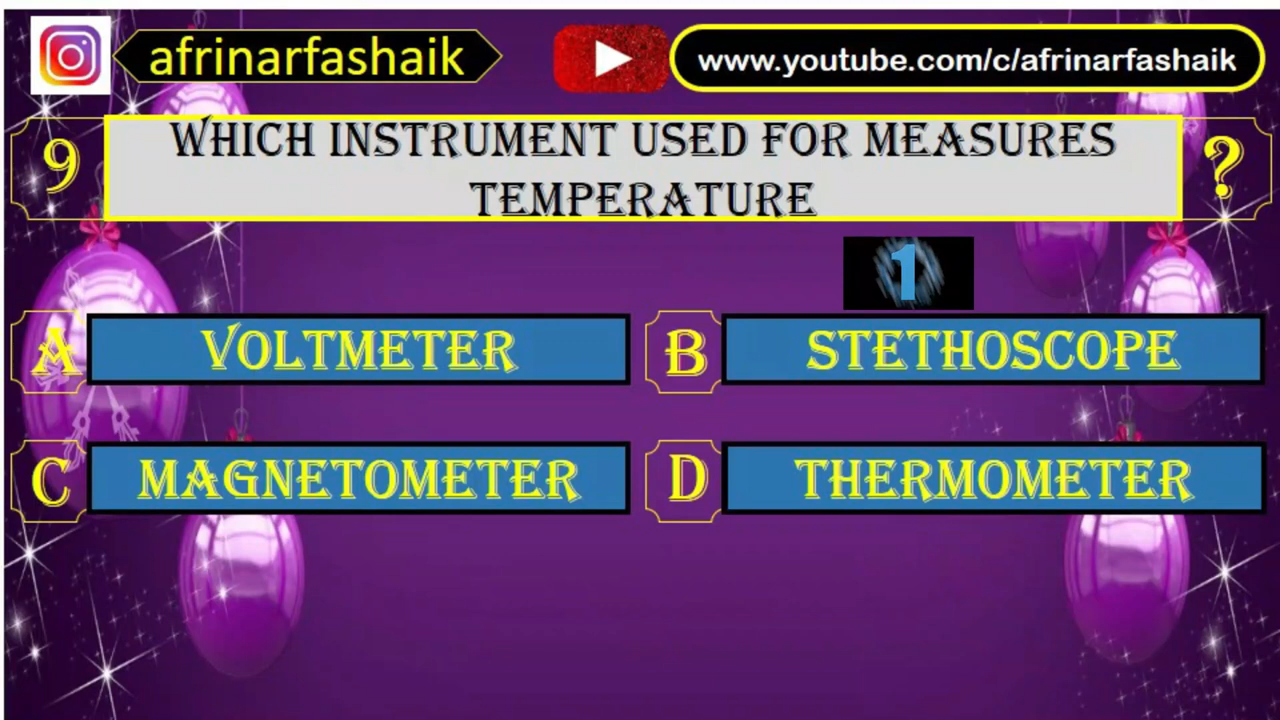 afrinarfashaik
www.youtube.com/c/afrinarfashaik
9
WHICH INSTRUMENT USED FOR MEASURES
TEMPERATURE
?
1
A VOLTMETER
B STETHOSCOPE
C MAGNETOMETER
D THERMOMETER